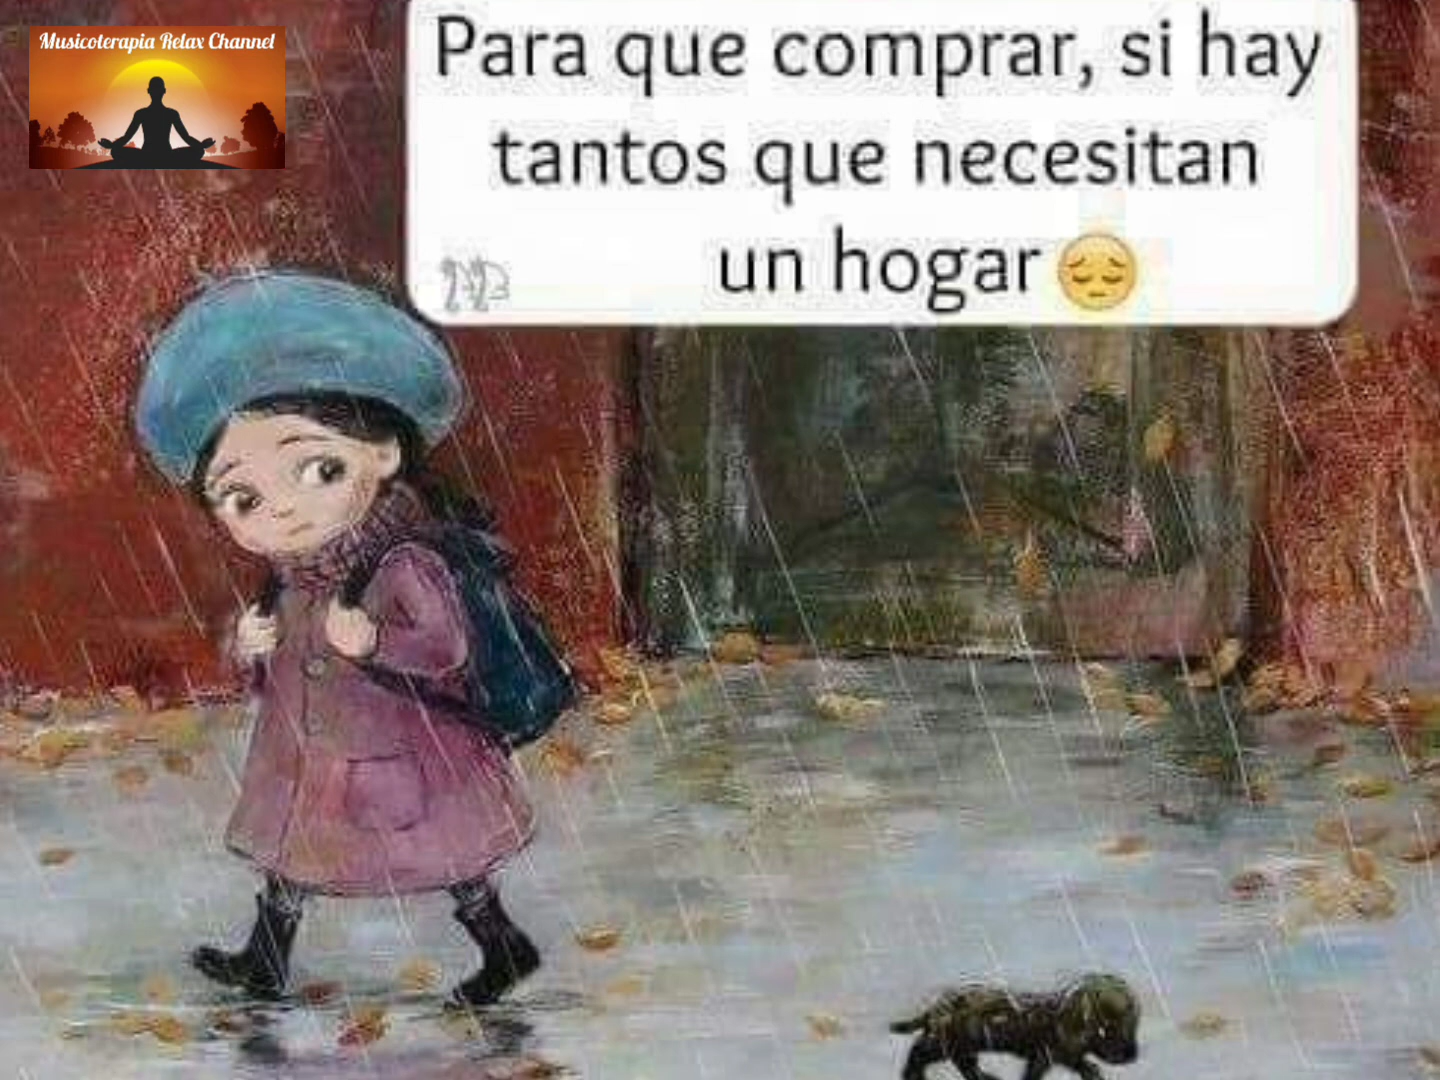 Musicoterapia Relax Channel
Para que comprar, si hay
tantos que necesitan
un hogar 😔